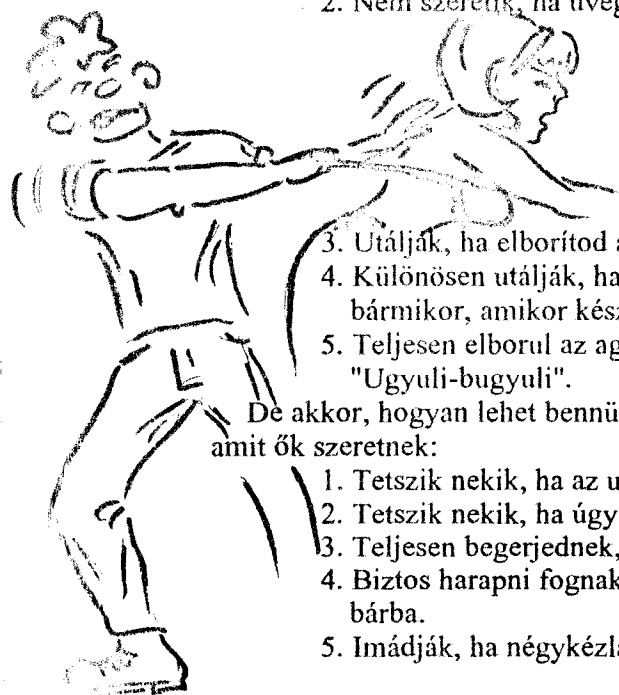 2. Nem szeretik, ha üveg
3. Utálják, ha elborítod a
4. Különösen utálják, ha
bármikor, amikor kész
5. Teljesen elborul az ag
"Ugyuli-bugyuli".
De akkor, hogyan lehet bennü
amit ők szeretnek:
1. Tetszik nekik, ha az u
2. Tetszik nekik, ha úgy
3. Teljesen begerjednek,
4. Biztos harapni fognak
bárba.
5. Imádják, ha négykézlá